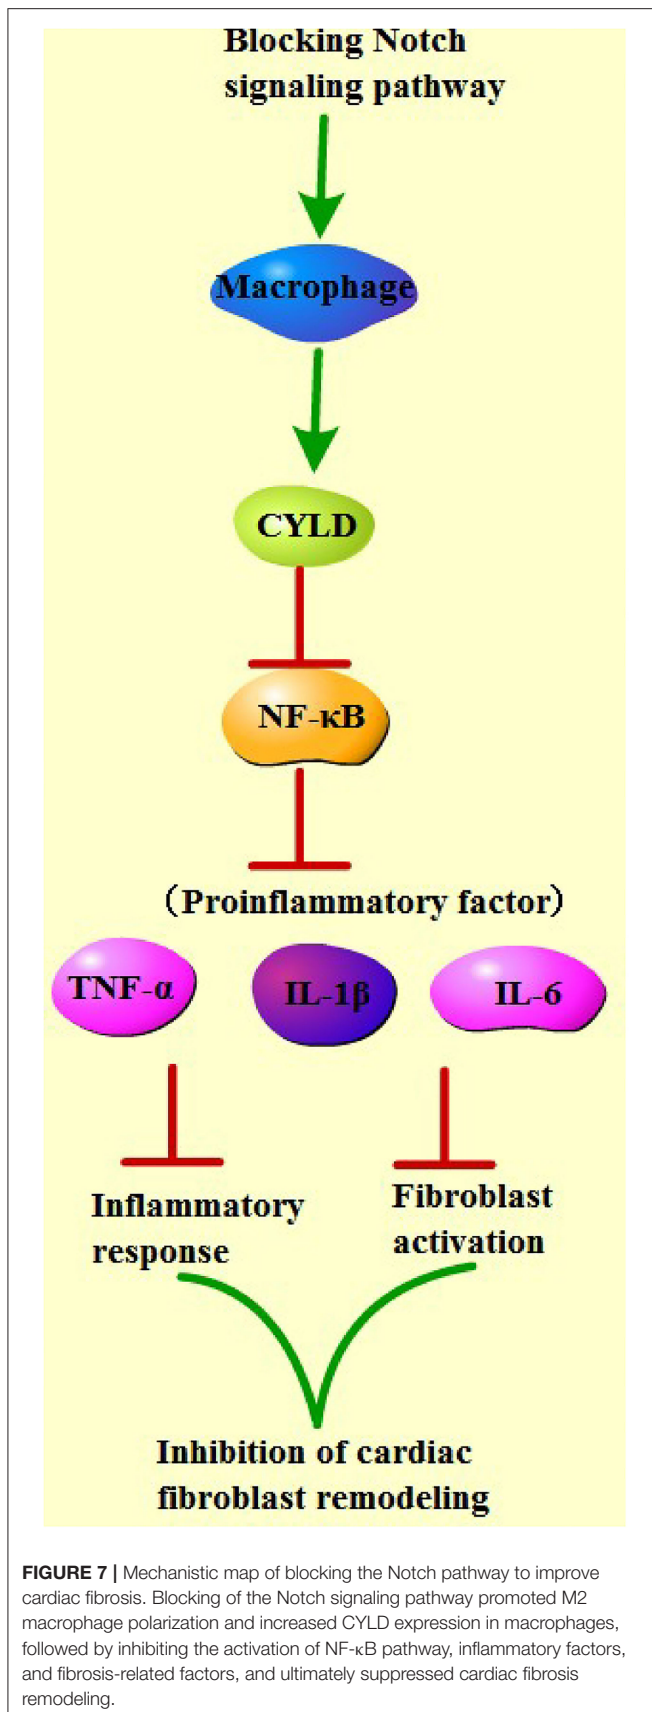 Blocking Notch
signaling pathway
Macrophage
CYLD
NF-κB
（Proinflammatory factor）
TNF-α IL-1β IL-6
Inflammatory
response
Fibroblast
activation
Inhibition of cardiac
fibroblast remodeling
FIGURE 7 | Mechanistic map of blocking the Notch pathway to improve
cardiac fibrosis. Blocking of the Notch signaling pathway promoted M2
macrophage polarization and increased CYLD expression in macrophages,
followed by inhibiting the activation of NF-κB pathway, inflammatory factors,
and fibrosis-related factors, and ultimately suppressed cardiac fibrosis
remodeling.